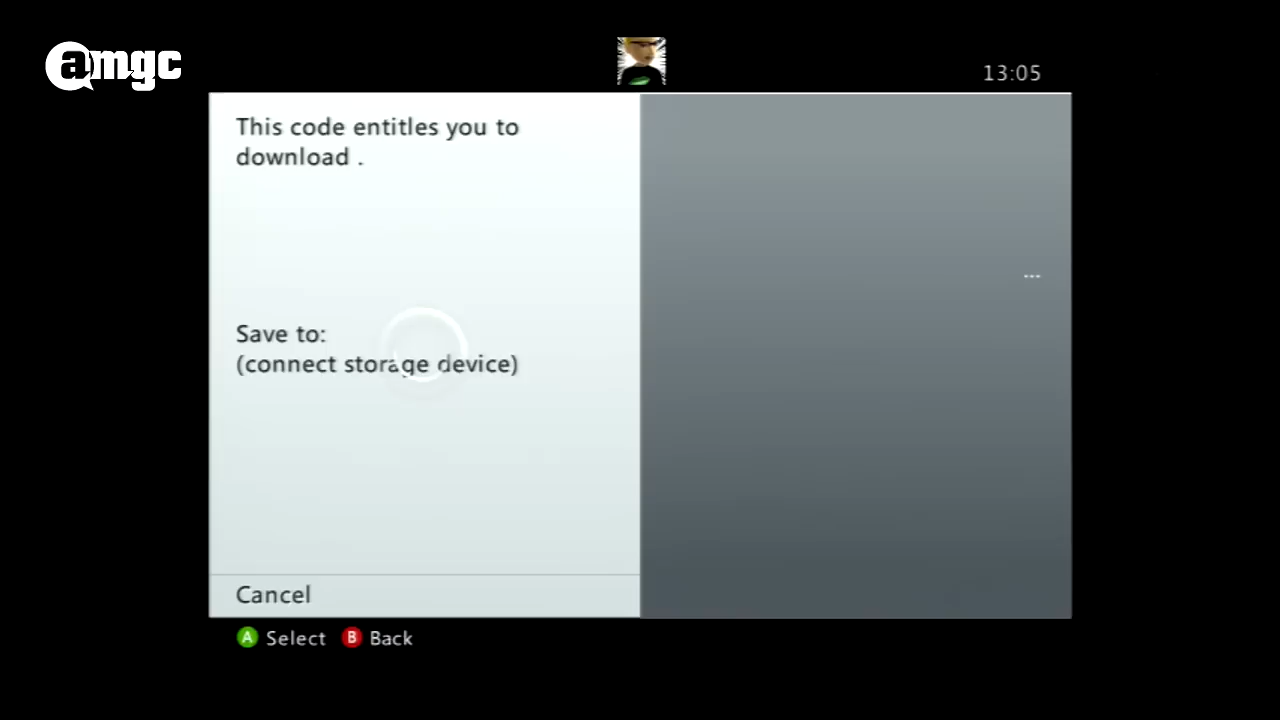 amgc
13:05
This code entitles you to
download .
...
Save to:
(connect storage device)
Cancel
A Select B Back